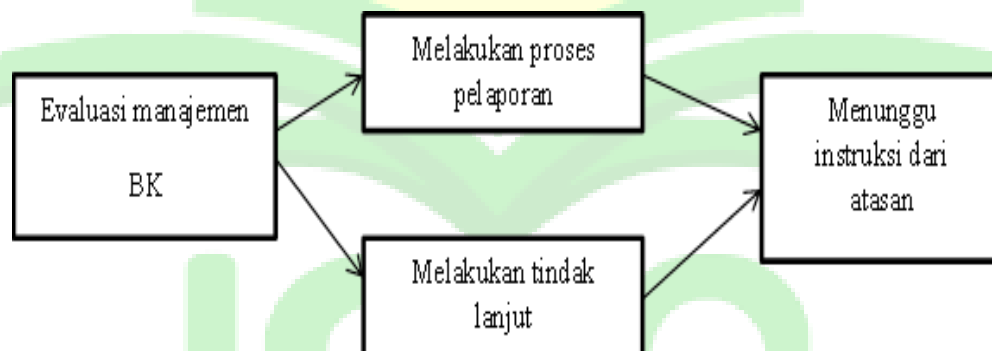 Evaluasi manajemen
BK
Melakukan proses
pelaporan
Melakukan tindak
lanjut
Menunggu
instruksi dari
atasan